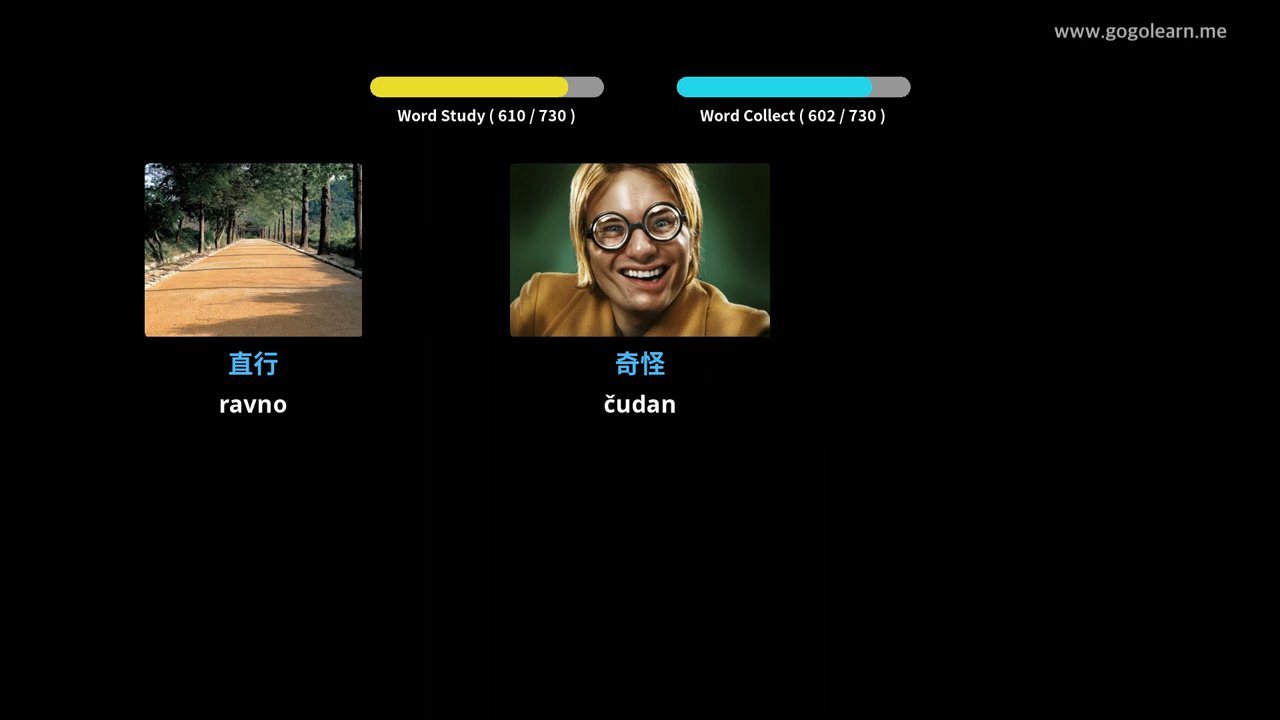 www.gogolearn.me
Word Study ( 610 / 730 )
Word Collect ( 602 / 730 )
直行
奇怪
ravno
čudan